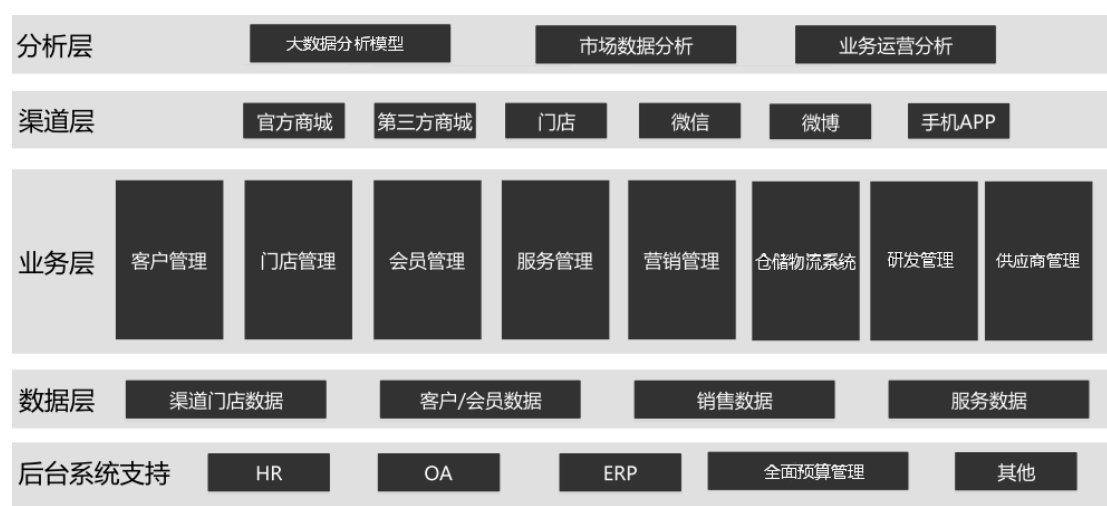 分析层
大数据分析模型
市场数据分析
业务运营分析
渠道层
官方商城
第三方商城
门店
微信
微博
手机APP
业务层
客户管理
门店管理
会员管理
服务管理
营销管理
仓储物流系统
研发管理
供应商管理
数据层
渠道门店数据
客户/会员数据
销售数据
服务数据
后台系统支持
HR
OA
ERP
全面预算管理
其他